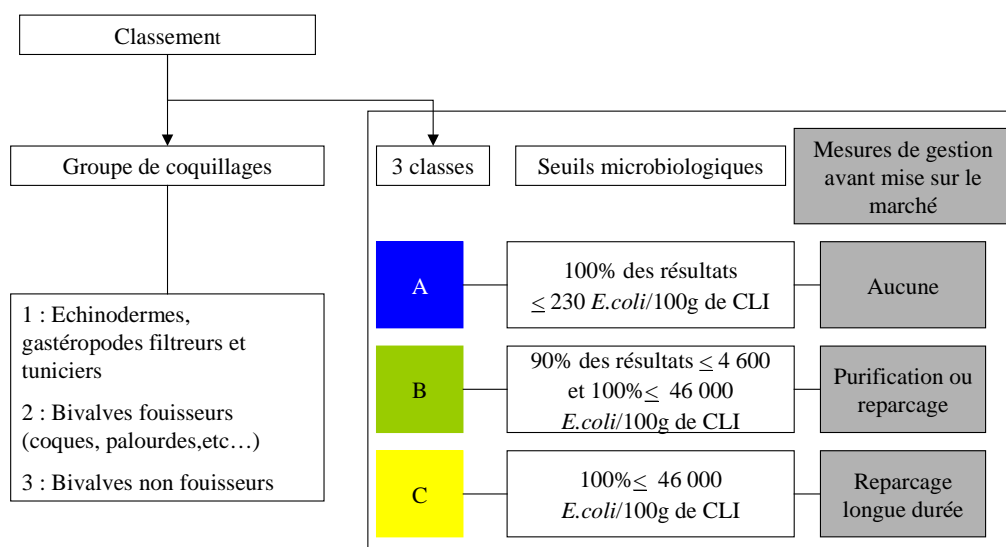 Classement
Groupe de coquillages
3 classes
Seuils microbiologiques
Mesures de gestion
avant mise sur le
marché
1 : Echinodermes,
gastéropodes filtreurs et
tuniciers
2 : Bivalves fouisseurs
(coques, palourdes,etc…)
3 : Bivalves non fouisseurs
A
100% des résultats
≤ 230 E.coli/100g de CLI
Aucune
B
90% des résultats ≤ 4 600
et 100%≤ 46 000
E.coli/100g de CLI
Purification ou
reparcage
C
100%≤ 46 000
E.coli/100g de CLI
Reparcage
longue durée